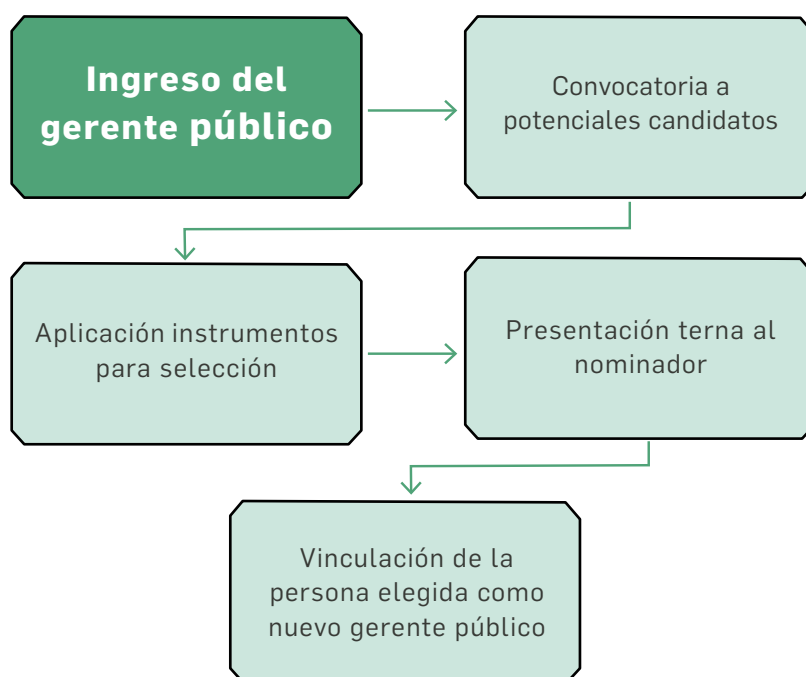 Ingreso del
gerente público
Convocatoria a
potenciales candidatos
Aplicación instrumentos
para selección
Presentación terna al
nominador
Vinculación de la
persona elegida como
nuevo gerente público